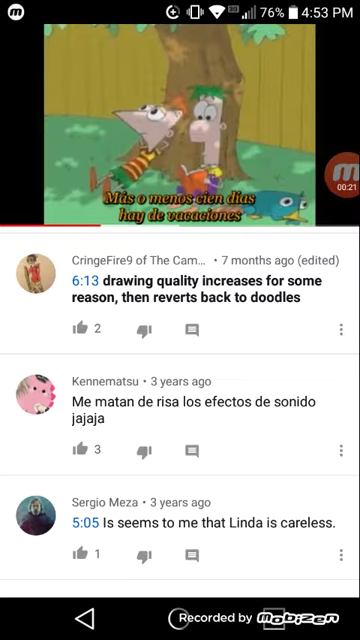 3G 76% 4:53 PM
Más o menos cien días
hay de vacaciones
00:21
CringeFire9 of The Cam... • 7 months ago (edited)
6:13 drawing quality increases for some
reason, then reverts back to doodles
2
Kennematsu • 3 years ago
Me matan de risa los efectos de sonido
jajaja
3
Sergio Meza • 3 years ago
5:05 Is seems to me that Linda is careless.
1
Recorded by Mobizen